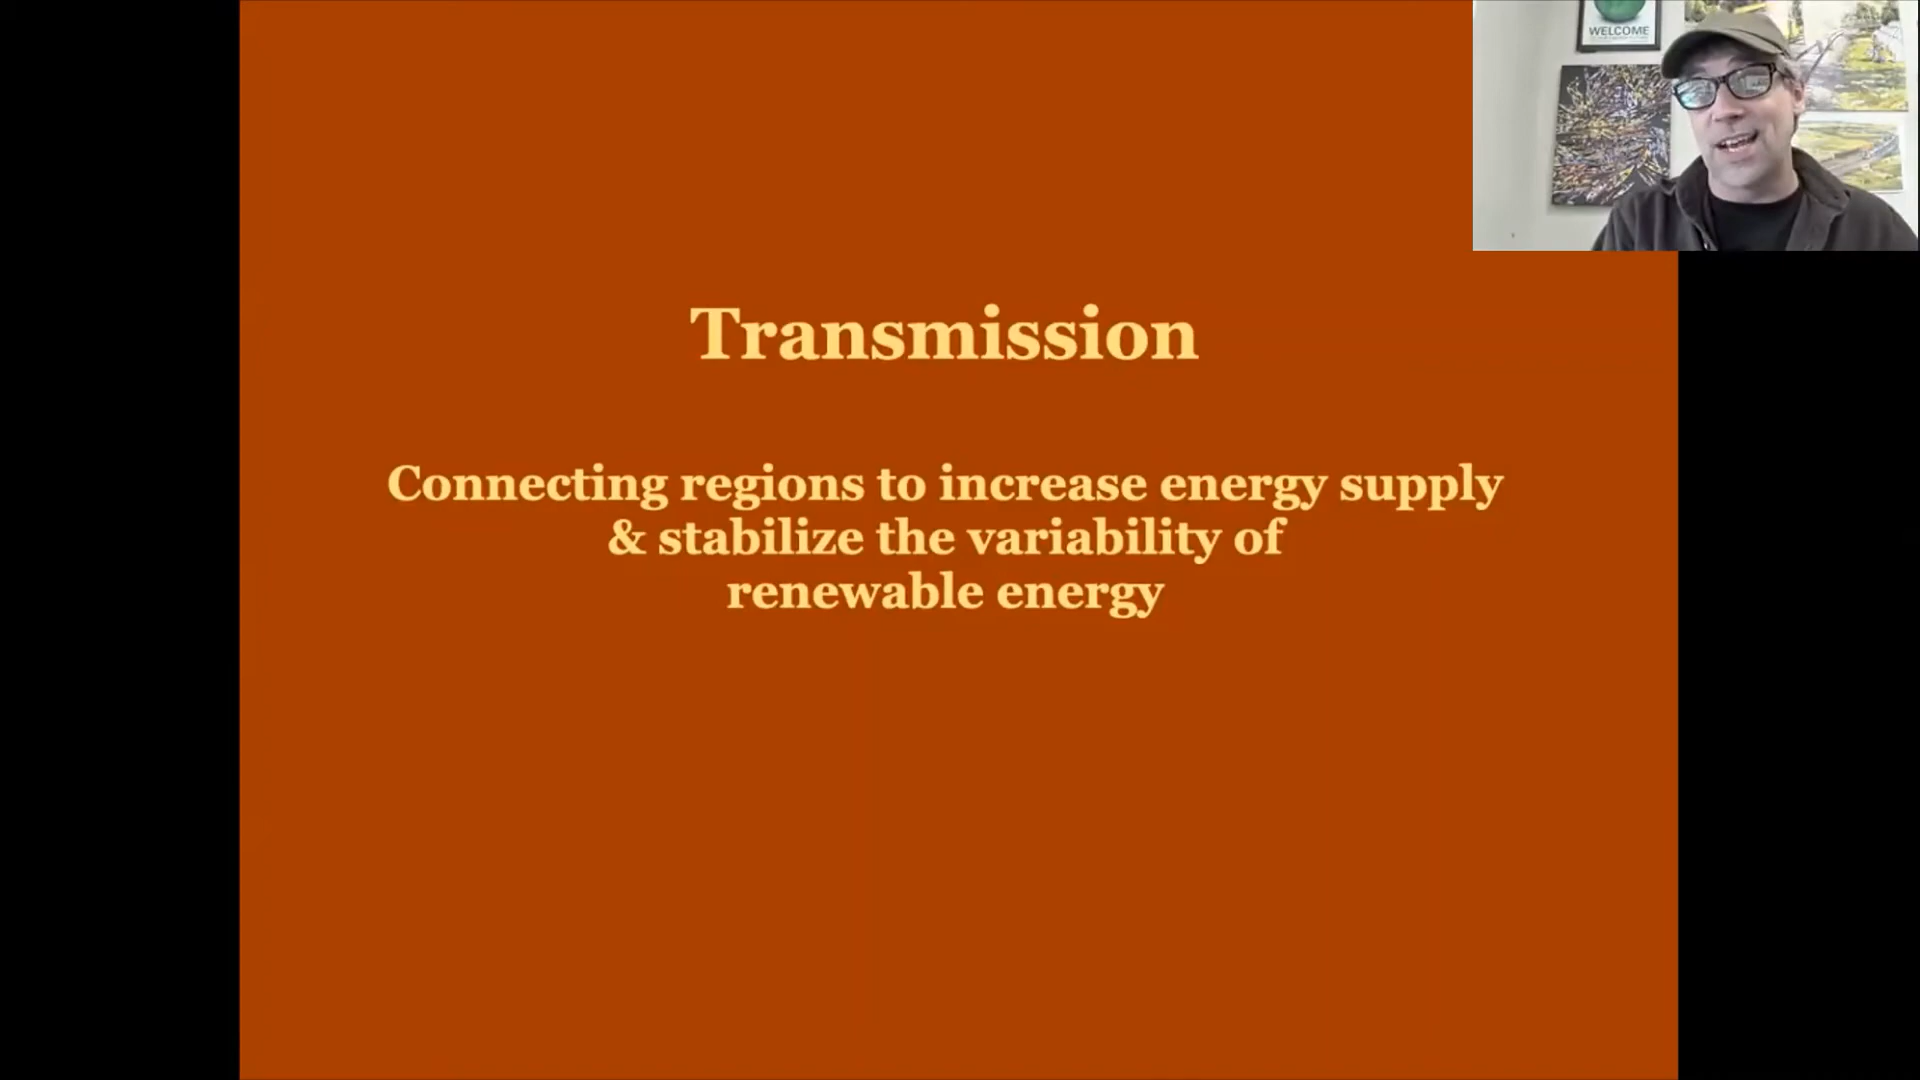 WELCOME
Transmission
Connecting regions to increase energy supply
& stabilize the variability of
renewable energy